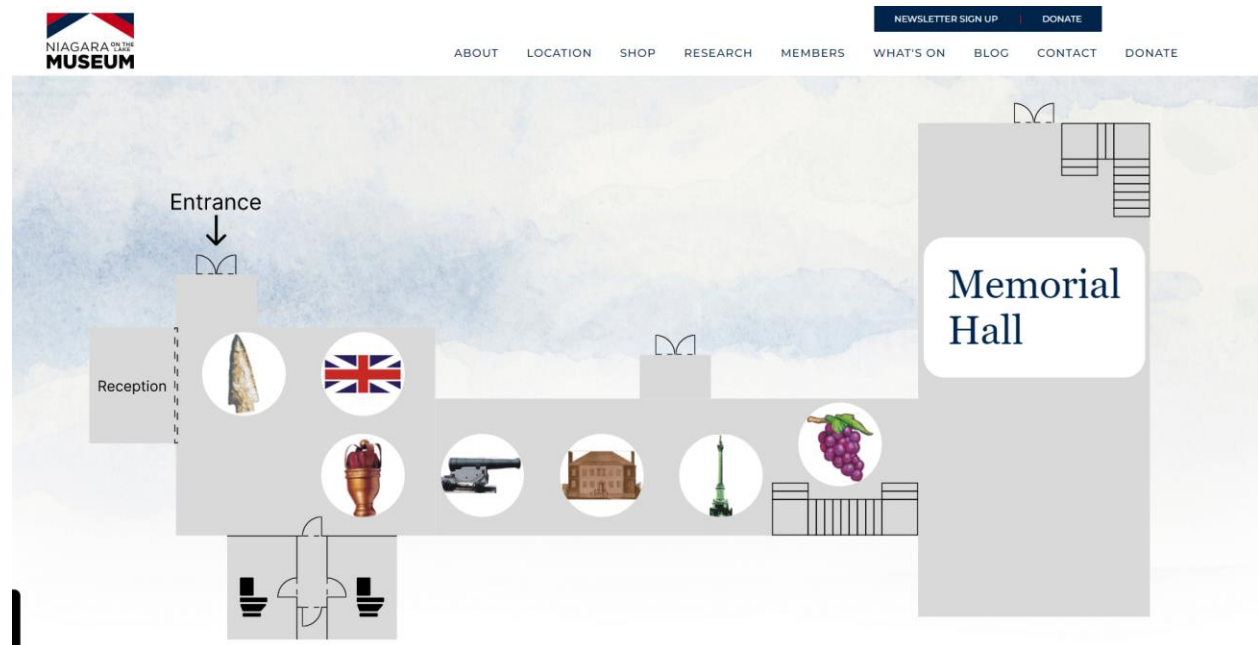 NIAGARA ON THE LAKE
MUSEUM
NEWSLETTER SIGN UP | DONATE
ABOUT LOCATION SHOP RESEARCH MEMBERS WHAT'S ON BLOG CONTACT DONATE
Entrance
Reception
Memorial
Hall